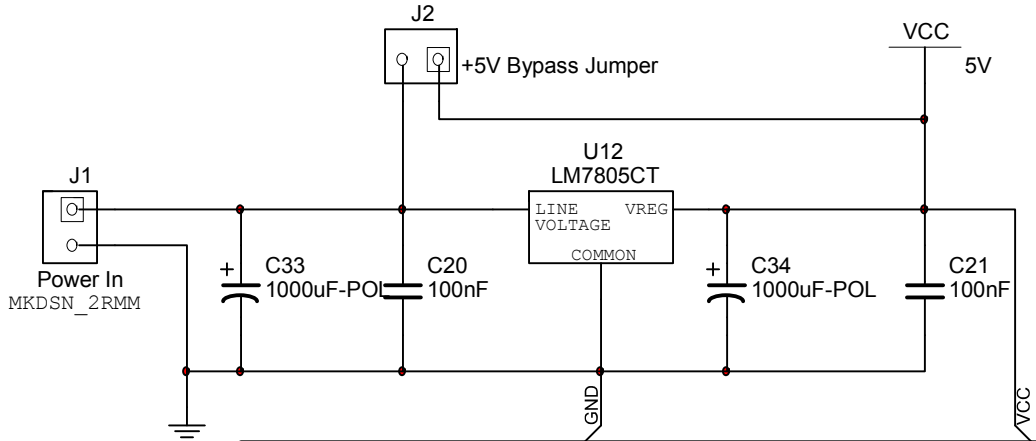 J2
VCC
+5V Bypass Jumper
5V
U12
LM7805CT
J1
LINE
VOLTAGE
VREG
COMMON
Power In
MKDSN_2RMM
+
C33
1000uF-POL
C20
100nF
+
C34
1000uF-POL
C21
100nF
GND
VCC